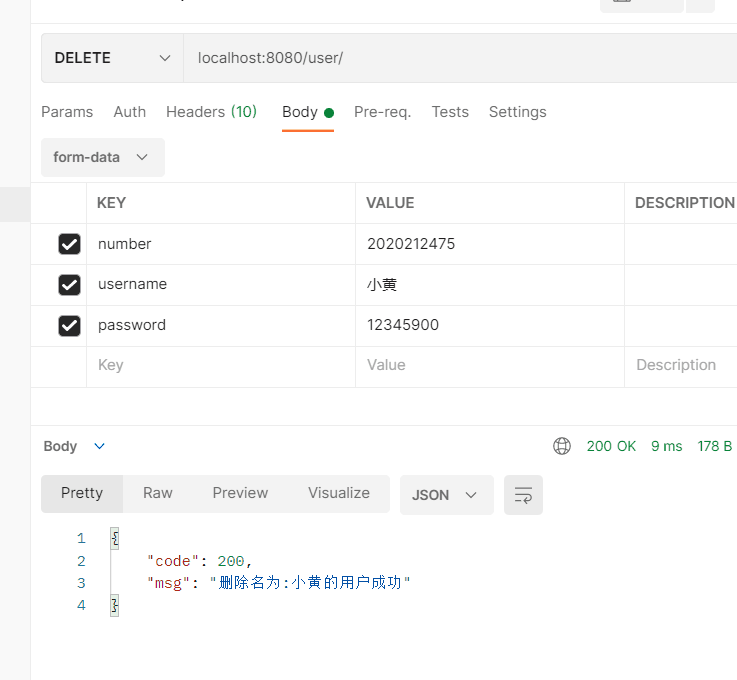 DELETE localhost:8080/user/
Params Auth Headers (10) Body Pre-req. Tests Settings
form-data
KEY VALUE DESCRIPTION
number 2020212475
username 小黄
password 12345900
Key Value Description
Body 200 OK 9 ms 178 B
Pretty Raw Preview Visualize JSON
1 {
2 "code": 200,
3 "msg": "删除名为:小黄的用户成功"
4 }